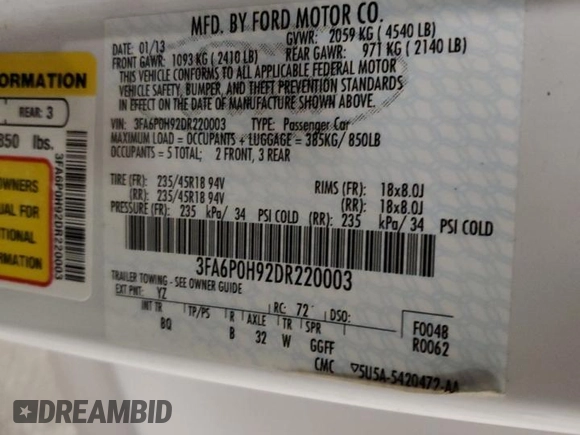 MFD. BY FORD MOTOR CO.
DATE: 01/13
GVWR: 2059 KG ( 4540 LB)
FRONT GAWR: 1093 KG ( 2410 LB)
REAR GAWR: 971 KG ( 2140 LB)
THIS VEHICLE CONFORMS TO ALL APPLICABLE FEDERAL MOTOR
VEHICLE SAFETY, BUMPER, AND THEFT PREVENTION STANDARDS
IN EFFECT ON THE DATE OF MANUFACTURE SHOWN ABOVE.
VIN: 3FA6P0H92DR220003 TYPE: Passenger Car
MAXIMUM LOAD = OCCUPANTS + LUGGAGE = 385KG/ 850LB
OCCUPANTS = 5 TOTAL; 2 FRONT, 3 REAR
TIRE (FR): 235/45R18 94V RIMS (FR): 18x8.0J
(RR): 235/45R18 94V (RR): 18x8.0J
PRESSURE (FR): 235 kPa/ 34 PSI COLD (RR): 235 kPa/ 34 PSI COLD
3FA6P0H92DR220003
TRAILER TOWING - SEE OWNER GUIDE
EXT PNT: YZ RC: 72 DSO:
INT TR TP/PS R AXLE TR SPR
BQ B 32 W GGFF
F0048
R0062
CMC ▽5U5A-5420472-AA
FORMATION
REAR: 3
850 lbs.
3FA6P0H92DR220003
OWNERS
UAL FOR
TIONAL
RMATION
DREAMBID